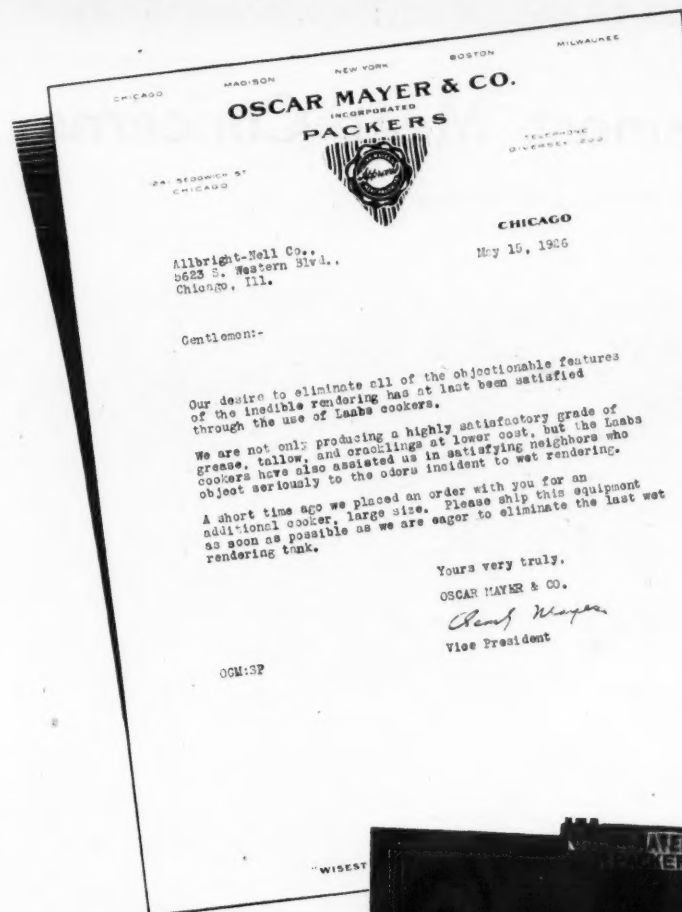 CHICAGO MADISON NEW YORK BOSTON MILWAUKEE
OSCAR MAYER & CO.
INCORPORATED
PACKERS
1241 SEDGWICK ST
CHICAGO
Approved
TELEPHONE
DIVERSEY 1200
CHICAGO
May 15, 1926
Allbright-Nell Co.,
5623 S. Western Blvd.,
Chicago, Ill.
Gentlemen:-
Our desire to eliminate all of the objectionable features
of the inedible rendering has at last been satisfied
through the use of Laabs cookers.
We are not only producing a highly satisfactory grade of
grease, tallow, and cracklings at lower cost, but the Laabs
cookers have also assisted us in satisfying neighbors who
object seriously to the odors incident to wet rendering.
A short time ago we placed an order with you for an
additional cooker, large size. Please ship this equipment
as soon as possible as we are eager to eliminate the last wet
rendering tank.
Yours very truly,
OSCAR MAYER & CO.
Vice President
OGM:SP
"WISEST